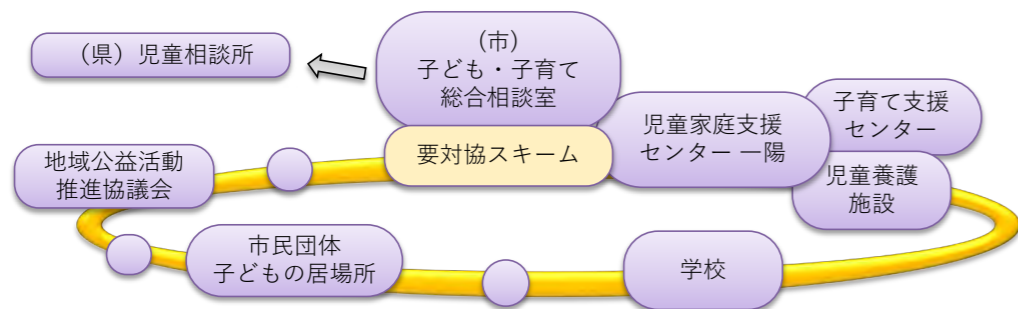 （県）児童相談所
（市）
子ども・子育て
総合相談室
要対協スキーム
児童家庭支援
センター 一陽
子育て支援
センター
児童養護
施設
地域公益活動
推進協議会
市民団体
子どもの居場所
学校